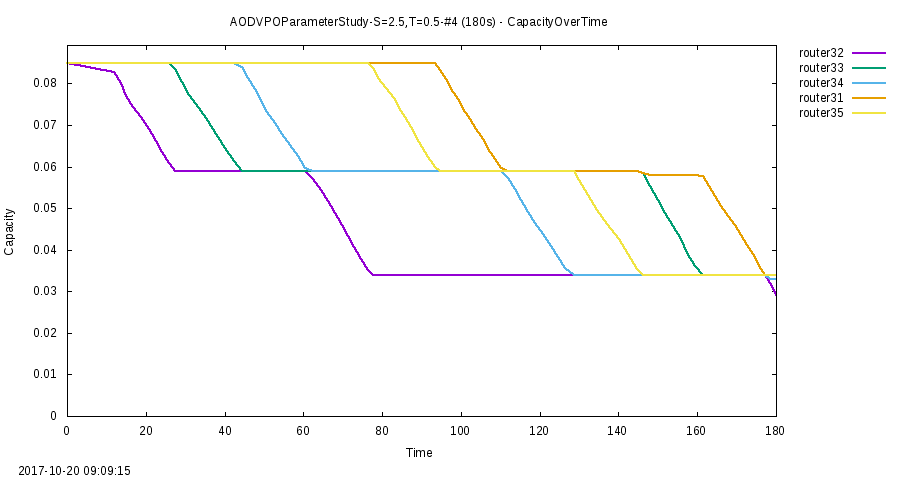 AODVPOParameterStudy-S=2.5,T=0.5-#4 (180s) - CapacityOverTime
router32
router33
router34
router31
router35
0.08
0.07
0.06
0.05
0.04
0.03
0.02
0.01
0
Capacity
0 20 40 60 80 100 120 140 160 180
Time
2017-10-20 09:09:15